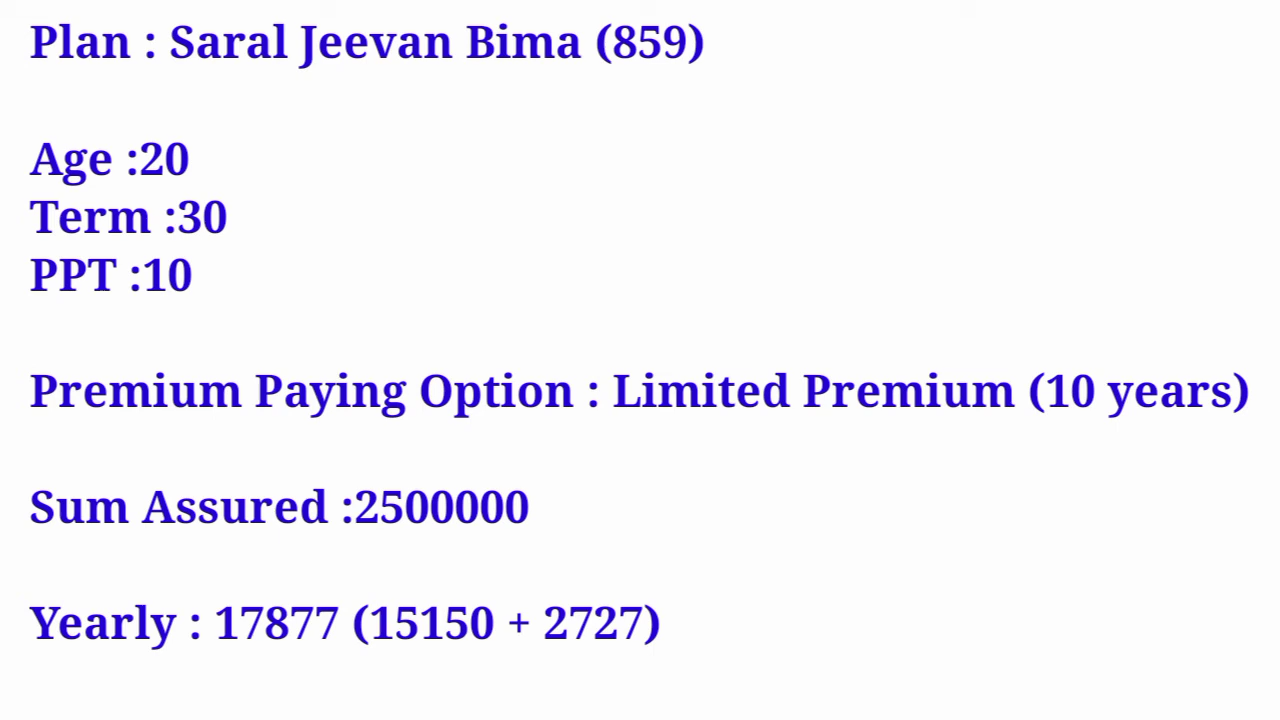 Plan : Saral Jeevan Bima (859)
Age :20
Term :30
PPT :10
Premium Paying Option : Limited Premium (10 years)
Sum Assured :2500000
Yearly : 17877 (15150 + 2727)